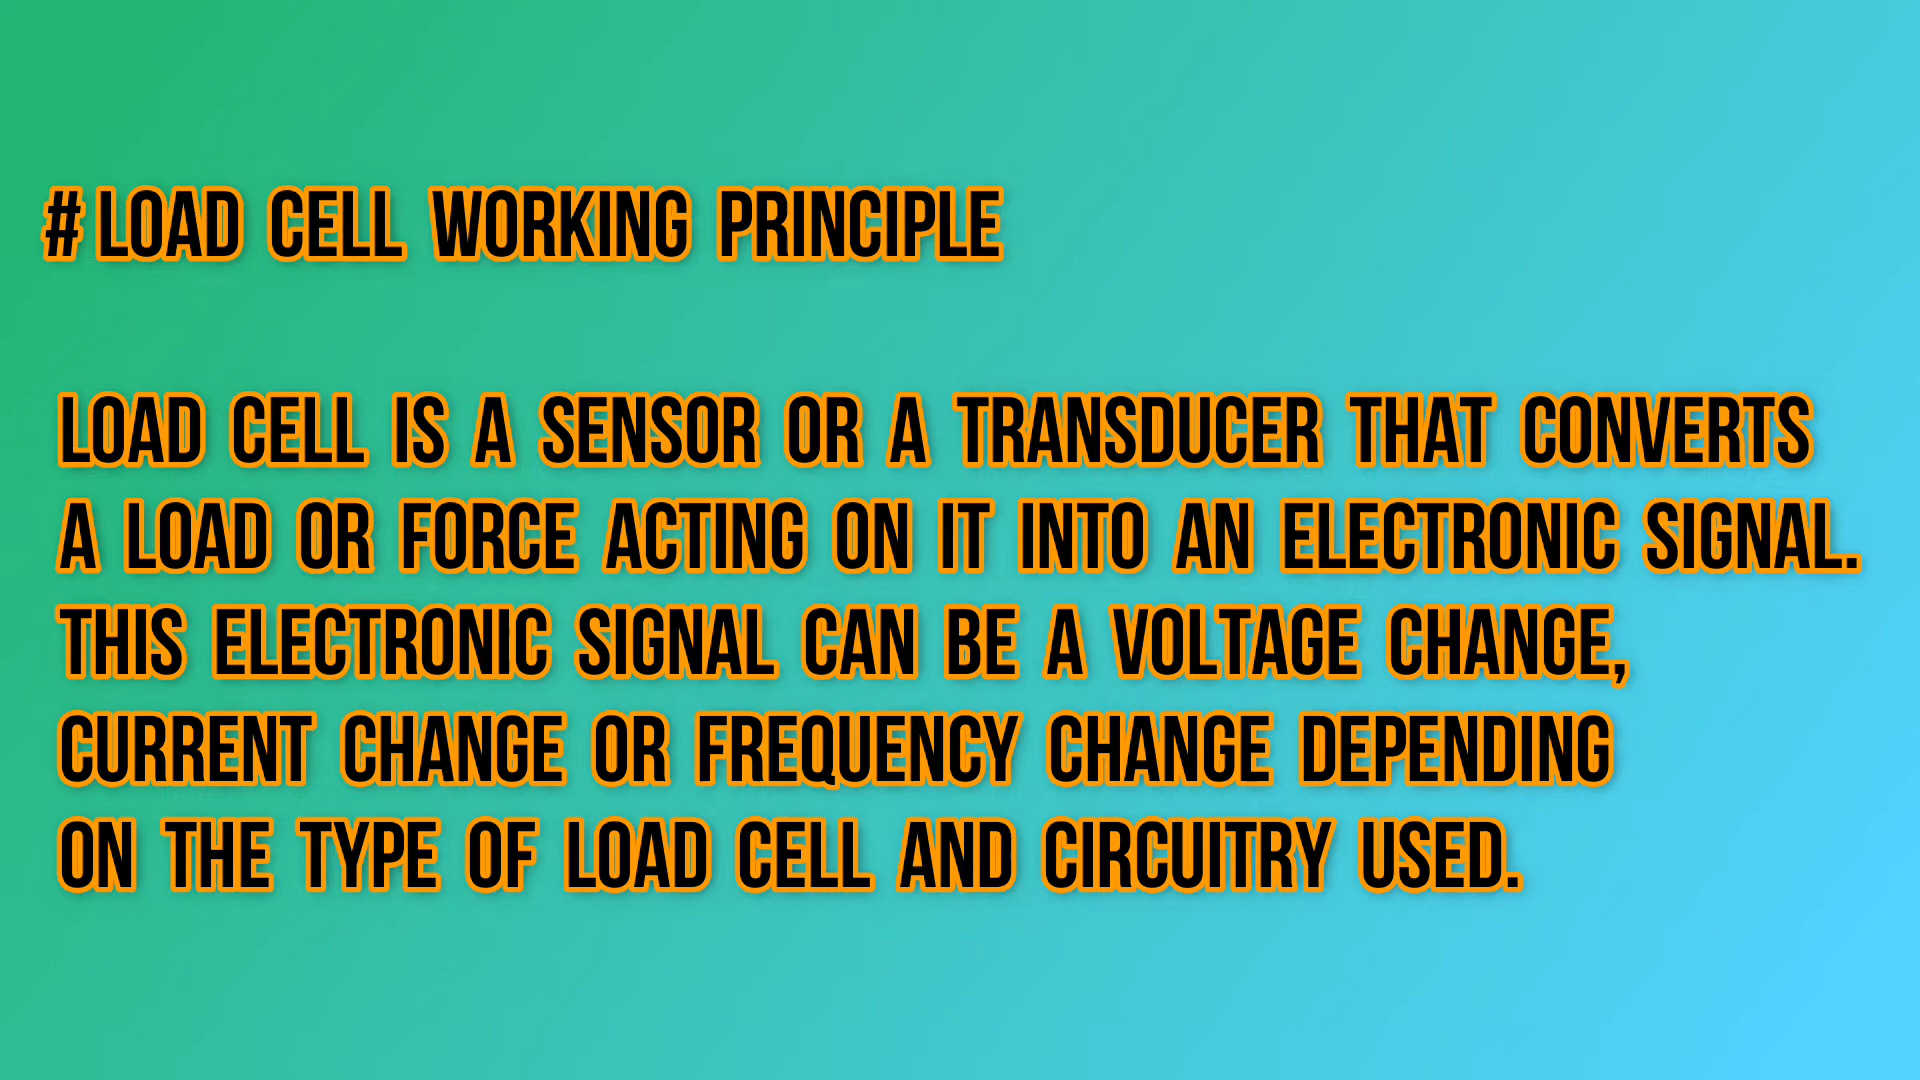 # LOAD CELL WORKING PRINCIPLE
LOAD CELL IS A SENSOR OR A TRANSDUCER THAT CONVERTS
A LOAD OR FORCE ACTING ON IT INTO AN ELECTRONIC SIGNAL.
THIS ELECTRONIC SIGNAL CAN BE A VOLTAGE CHANGE,
CURRENT CHANGE OR FREQUENCY CHANGE DEPENDING
ON THE TYPE OF LOAD CELL AND CIRCUITRY USED.